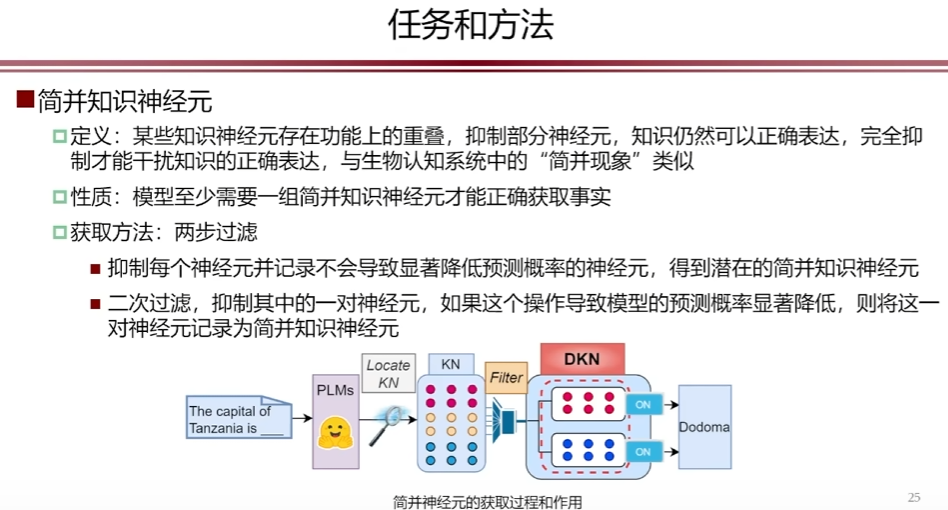 任务和方法
简并知识神经元
定义：某些知识神经元存在功能上的重叠，抑制部分神经元，知识仍然可以正确表达，完全抑
制才能干扰知识的正确表达，与生物认知系统中的“简并现象”类似
性质：模型至少需要一组简并知识神经元才能正确获取事实
获取方法：两步过滤
抑制每个神经元并记录不会导致显著降低预测概率的神经元，得到潜在的简并知识神经元
二次过滤，抑制其中的一对神经元，如果这个操作导致模型的预测概率显著降低，则将这一
对神经元记录为简并知识神经元
The capital of
Tanzania is ___
PLMs
Locate
KN
KN
Filter
DKN
ON
ON
Dodoma
简并神经元的获取过程和作用
25